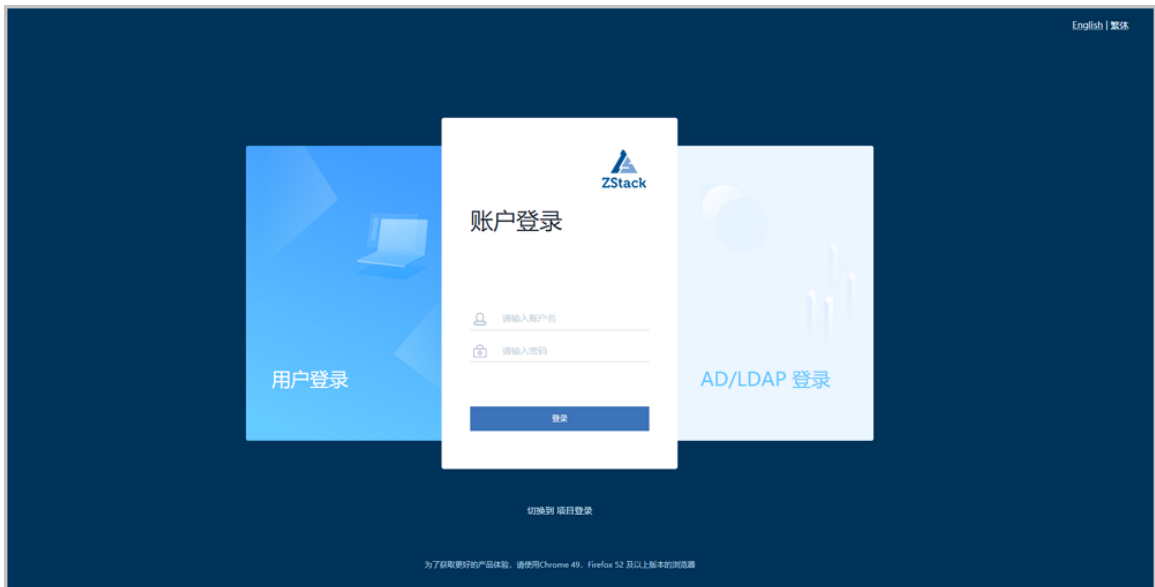 English | 繁体
ZStack
账户登录
请输入账户名
请输入密码
用户登录
AD/LDAP 登录
登录
切换到 项目登录
为了获取更好的产品体验，请使用Chrome 49、Firefox 52 及以上版本的浏览器